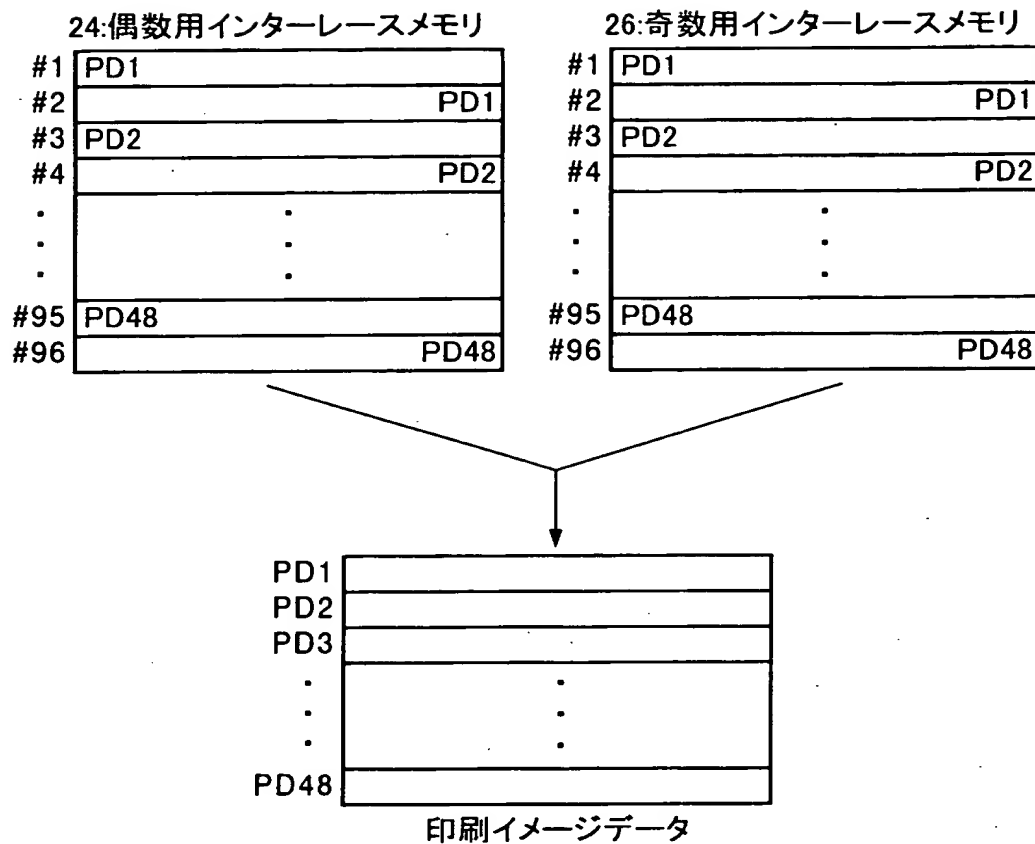 24:偶数用インターレースメモリ
#1 PD1
#2 PD1
#3 PD2
#4 PD2
#95 PD48
#96 PD48
26:奇数用インターレースメモリ
#1 PD1
#2 PD1
#3 PD2
#4 PD2
#95 PD48
#96 PD48
PD1
PD2
PD3
PD48
印刷イメージデータ